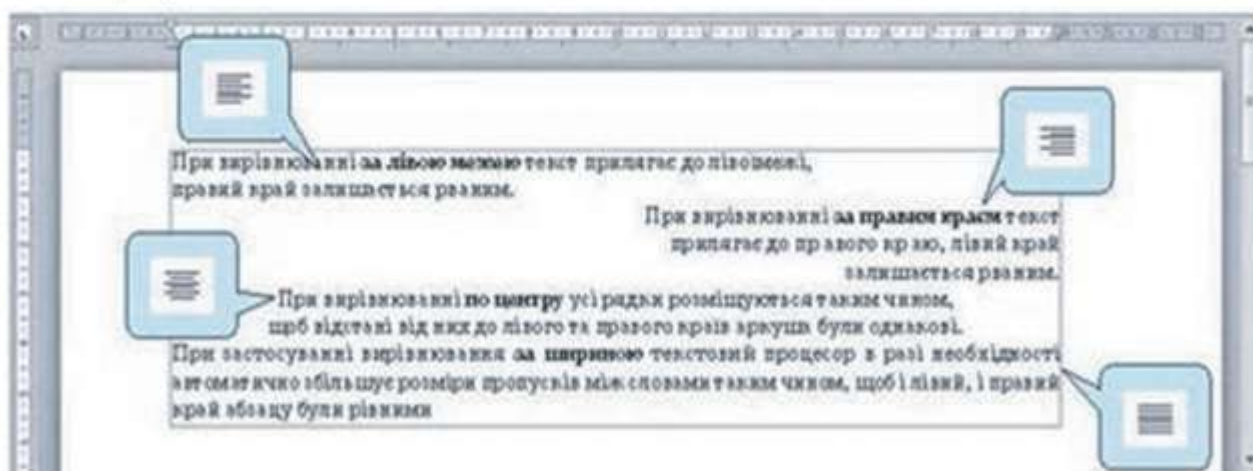 При вирівнюванні за лівою межею текст прилягає до лівої межі,
правий край залишається рваним.
При вирівнюванні за правим краєм текст
прилягає до правого краю, лівий край
залишається рваним.
При вирівнюванні по центру усі рядки розміщуються таким чином,
щоб відстані від них до лівого та правого країв аркуша були однакові.
При застосуванні вирівнювання за шириною текстовий процесор в разі необхідності
автоматично збільшує розміри пропусків між словами таким чином, щоб і лівий, і правий
край абзацу були рівними